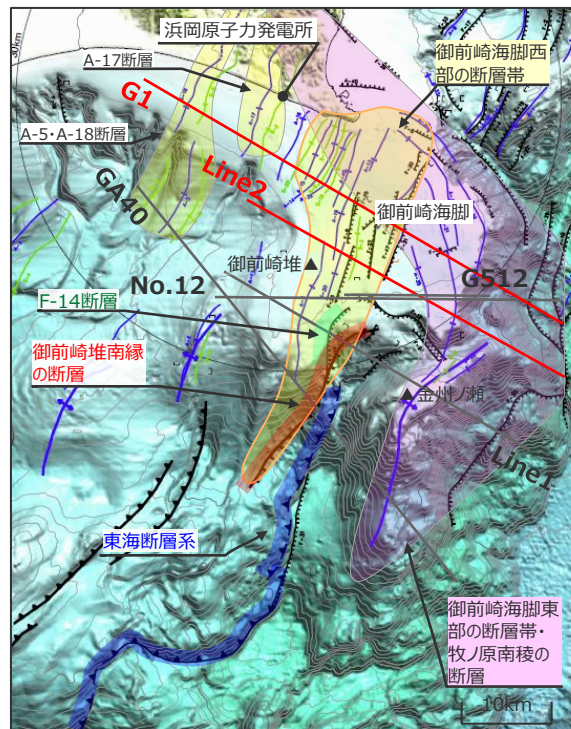 浜岡原子力発電所
御前崎海脚西
部の断層帯
A-17断層
30km
G1
A-5・A-18断層
Line2
GA40
御前崎海脚
御前崎堆
No.12
G512
F-14断層
御前崎堆南縁
の断層
金州ノ瀬
Line1
東海断層系
御前崎海脚東
部の断層帯・
牧ノ原南稜の
断層
10km